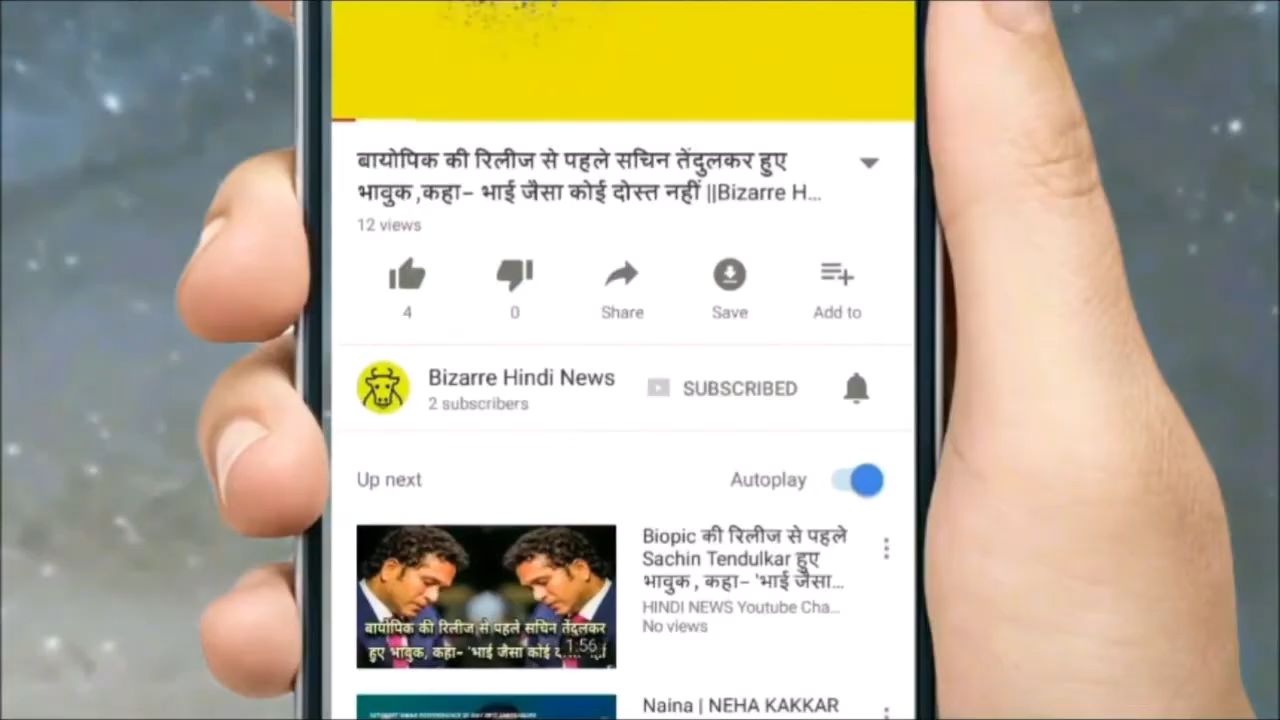 बायोपिक की रिलीज से पहले सचिन तेंदुलकर हुए
भावुक,कहा- भाई जैसा कोई दोस्त नहीं ||Bizarre H...
12 views
4
0
Share
Save
Add to
Bizarre Hindi News
2 subscribers
SUBSCRIBED
Up next
Autoplay
बायोपिक की रिलीज से पहले सचिन तेंदुलकर
हुए भावुक, कहा- 'भाई जैसा कोई
1:56
Biopic की रिलीज से पहले
Sachin Tendulkar हुए
भावुक, कहा- 'भाई जैसा...
HINDI NEWS Youtube Cha...
No views
Naina | NEHA KAKKAR